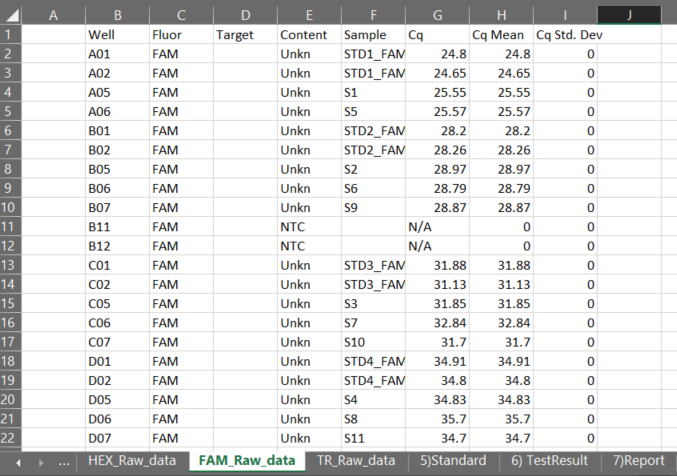 A B C D E F G H I J
1 Well Fluor Target Content Sample Cq Cq Mean Cq Std. Dev
2 A01 FAM Unkn STD1_FAM 24.8 24.8 0
3 A02 FAM Unkn STD1_FAM 24.65 24.65 0
4 A05 FAM Unkn S1 25.55 25.55 0
5 A06 FAM Unkn S5 25.57 25.57 0
6 B01 FAM Unkn STD2_FAM 28.2 28.2 0
7 B02 FAM Unkn STD2_FAM 28.26 28.26 0
8 B05 FAM Unkn S2 28.97 28.97 0
9 B06 FAM Unkn S6 28.79 28.79 0
10 B07 FAM Unkn S9 28.87 28.87 0
11 B11 FAM NTC N/A 0 0
12 B12 FAM NTC N/A 0 0
13 C01 FAM Unkn STD3_FAM 31.88 31.88 0
14 C02 FAM Unkn STD3_FAM 31.13 31.13 0
15 C05 FAM Unkn S3 31.85 31.85 0
16 C06 FAM Unkn S7 32.84 32.84 0
17 C07 FAM Unkn S10 31.7 31.7 0
18 D01 FAM Unkn STD4_FAM 34.91 34.91 0
19 D02 FAM Unkn STD4_FAM 34.8 34.8 0
20 D05 FAM Unkn S4 34.83 34.83 0
21 D06 FAM Unkn S8 35.7 35.7 0
22 D07 FAM Unkn S11 34.7 34.7 0
... HEX_Raw_data FAM_Raw_data TR_Raw_data 5)Standard 6) TestResult 7)Report